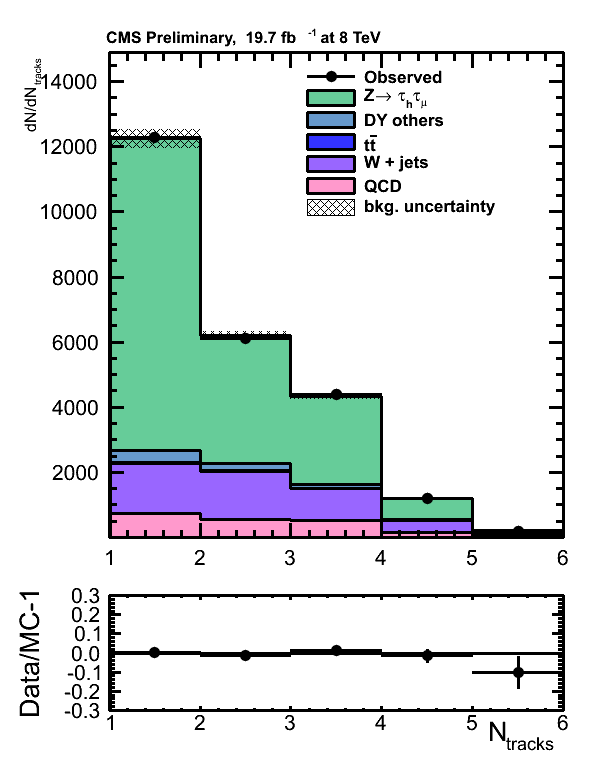 CMS Preliminary, 19.7 fb ⁻¹ at 8 TeV
dN/dN_tracks
14000
12000
10000
8000
6000
4000
2000
Observed
Z→ τ_h τ_μ
DY others
tt̄
W + jets
QCD
bkg. uncertainty
1 2 3 4 5 6
Data/MC-1
0.3
0.2
0.1
0.0
-0.1
-0.2
-0.3
1 2 3 4 5 6
N_tracks